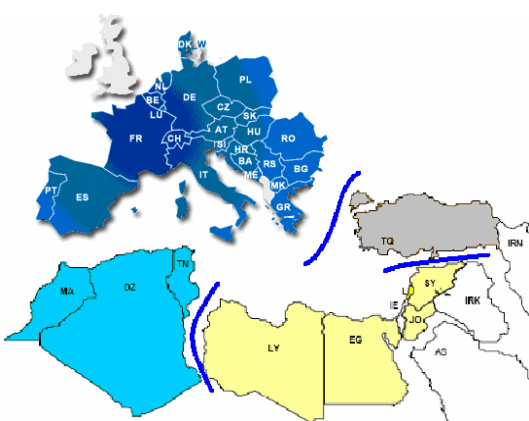 DK W
NL
PL
BE
DE
LU
CZ
SK
FR
AT
HU
CH
RO
SI
HR
BA
RS
IT
ME
BG
MK
PT
ES
GR
TQ
IRN
TN
MA
DZ
SY
L
IE
IRK
JO
LY
EG
AS